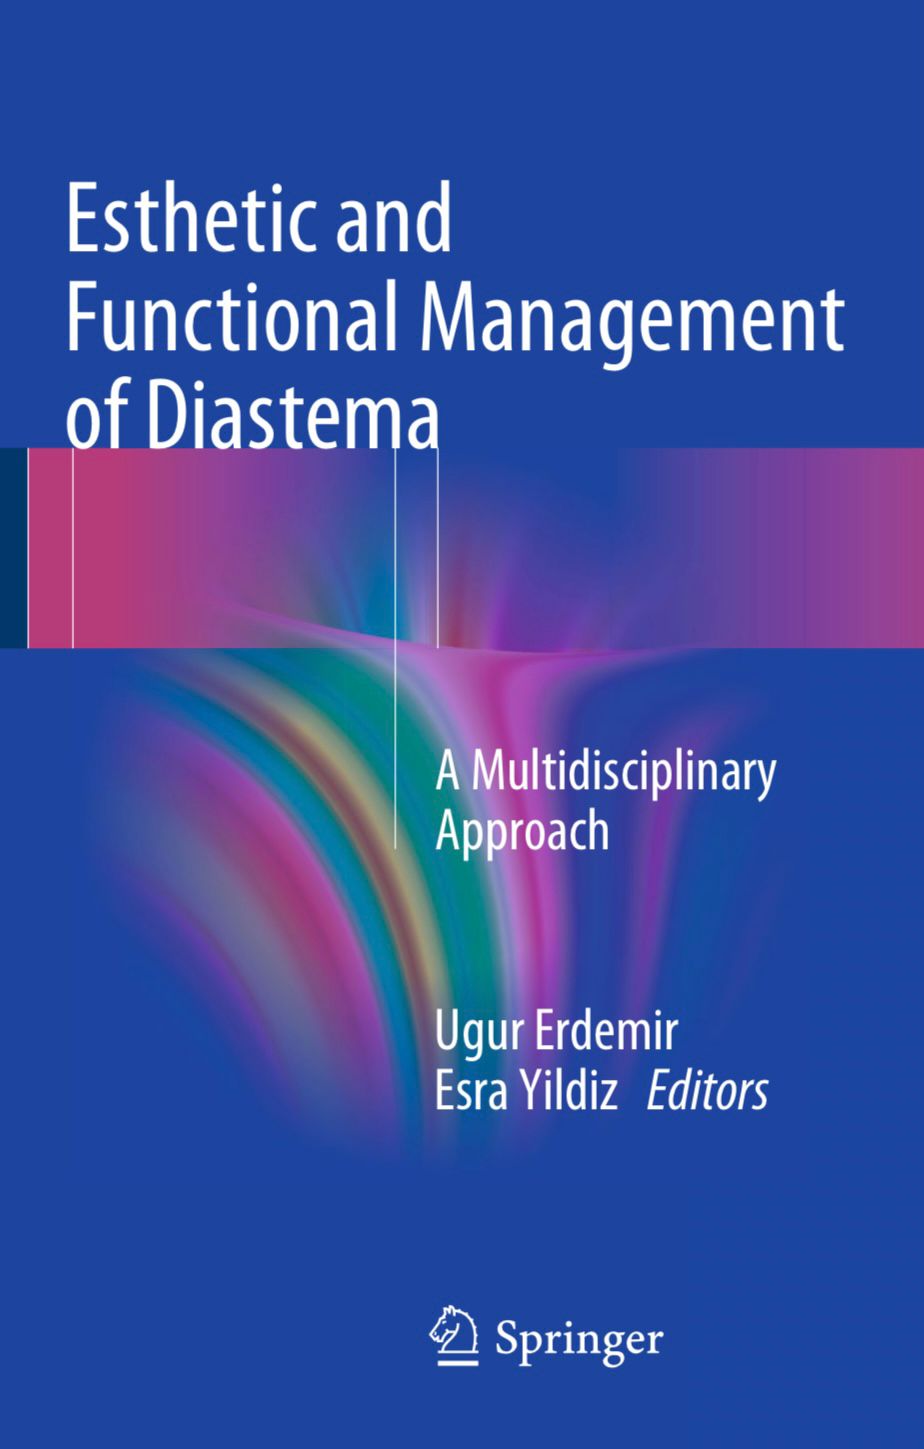 Esthetic and
Functional Management
of Diastema
A Multidisciplinary
Approach
Ugur Erdemir
Esra Yildiz Editors
Springer